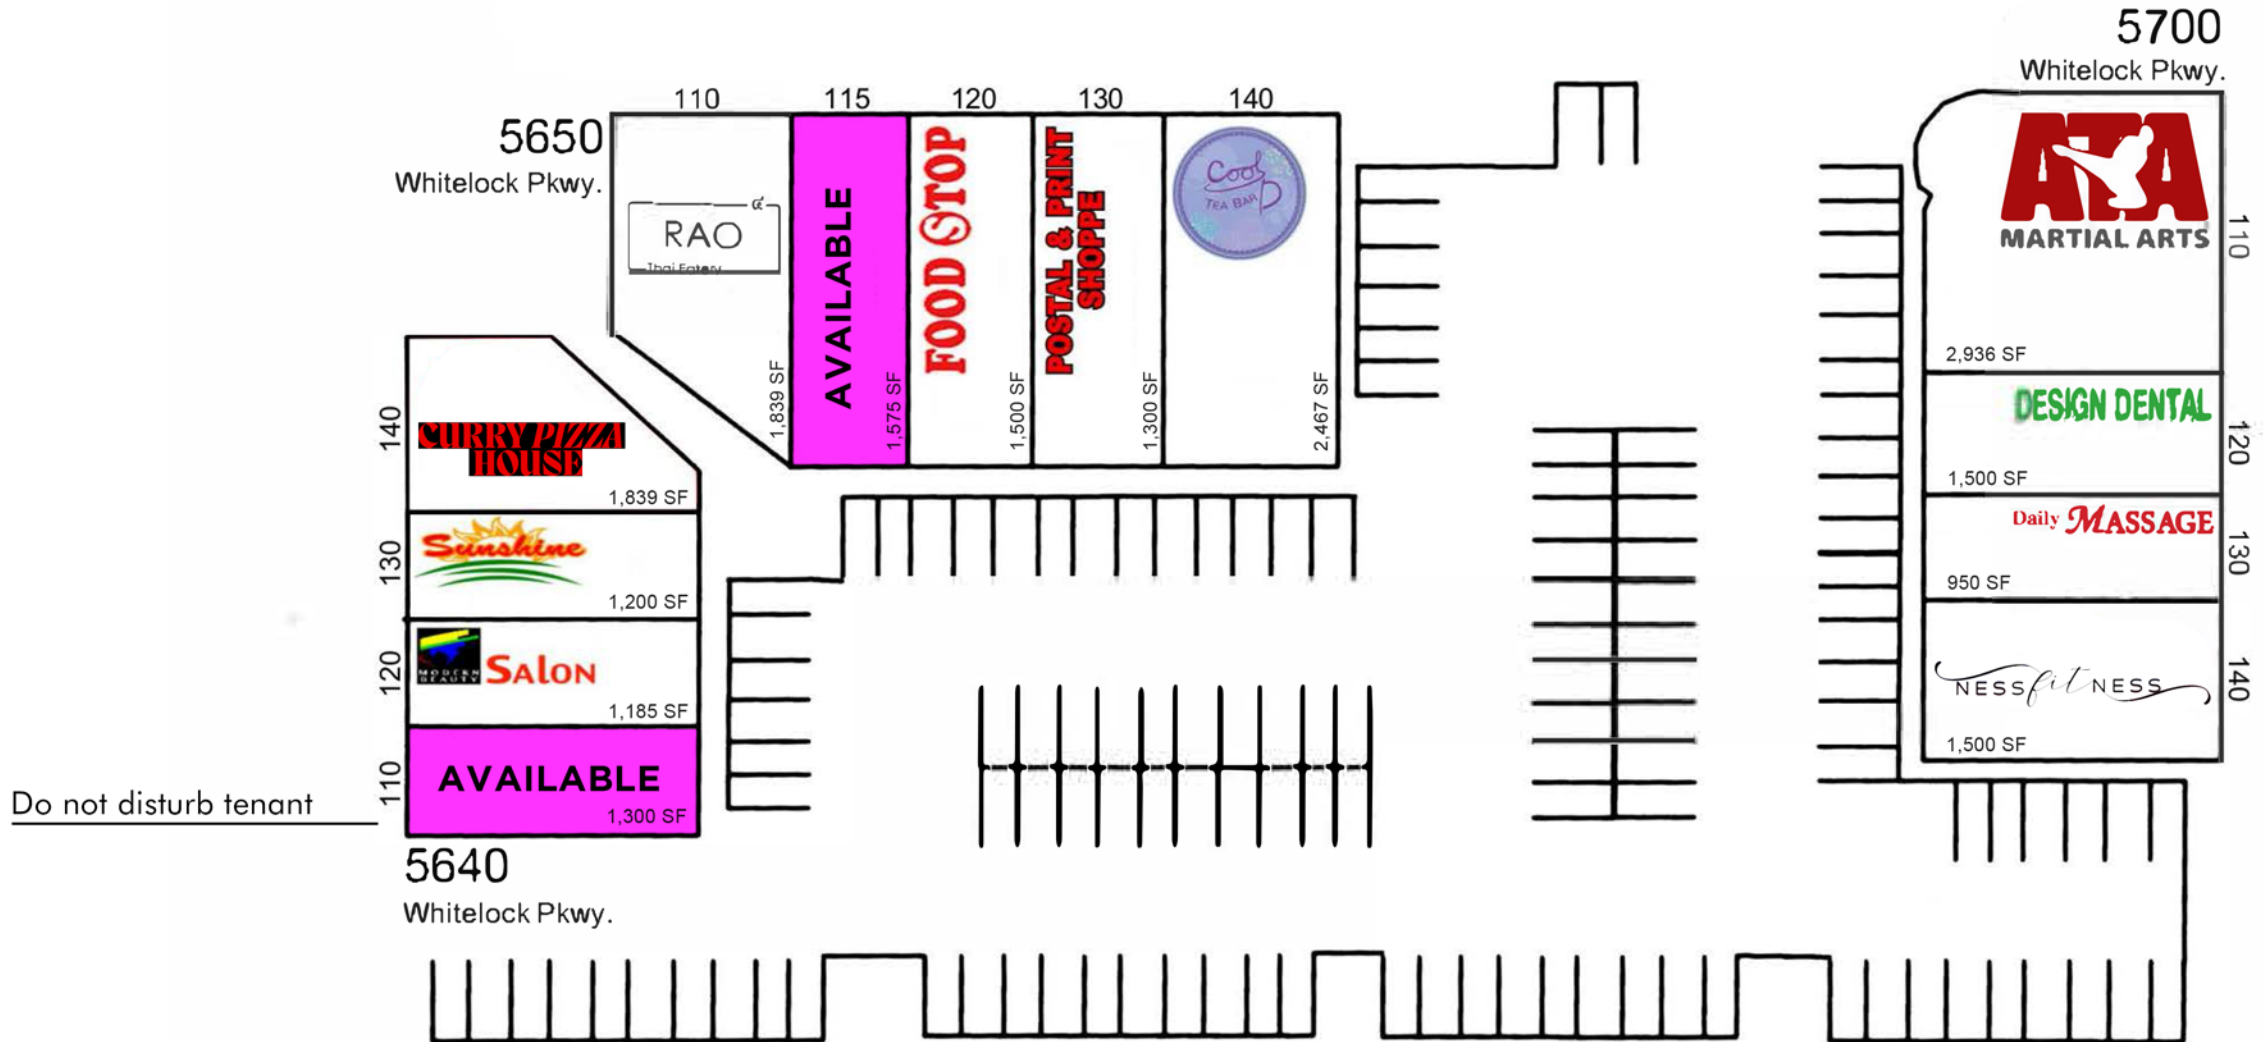 5700
Whitelock Pkwy.
110
115
120
130
140
5650
Whitelock Pkwy.
RAO
Thai Eatery
1,839 SF
AVAILABLE
1,575 SF
FOOD STOP
1,500 SF
POSTAL & PRINT
SHOPPE
1,300 SF
Cool
TEA BAR
2,467 SF
ATA
MARTIAL ARTS
110
2,936 SF
DESIGN DENTAL
120
1,500 SF
Daily MASSAGE
130
950 SF
NESS fit NESS
140
1,500 SF
140
CURRY PIZZA
HOUSE
1,839 SF
130
Sunshine
1,200 SF
120
MODERN
BEAUTY
SALON
1,185 SF
110
AVAILABLE
1,300 SF
Do not disturb tenant
5640
Whitelock Pkwy.